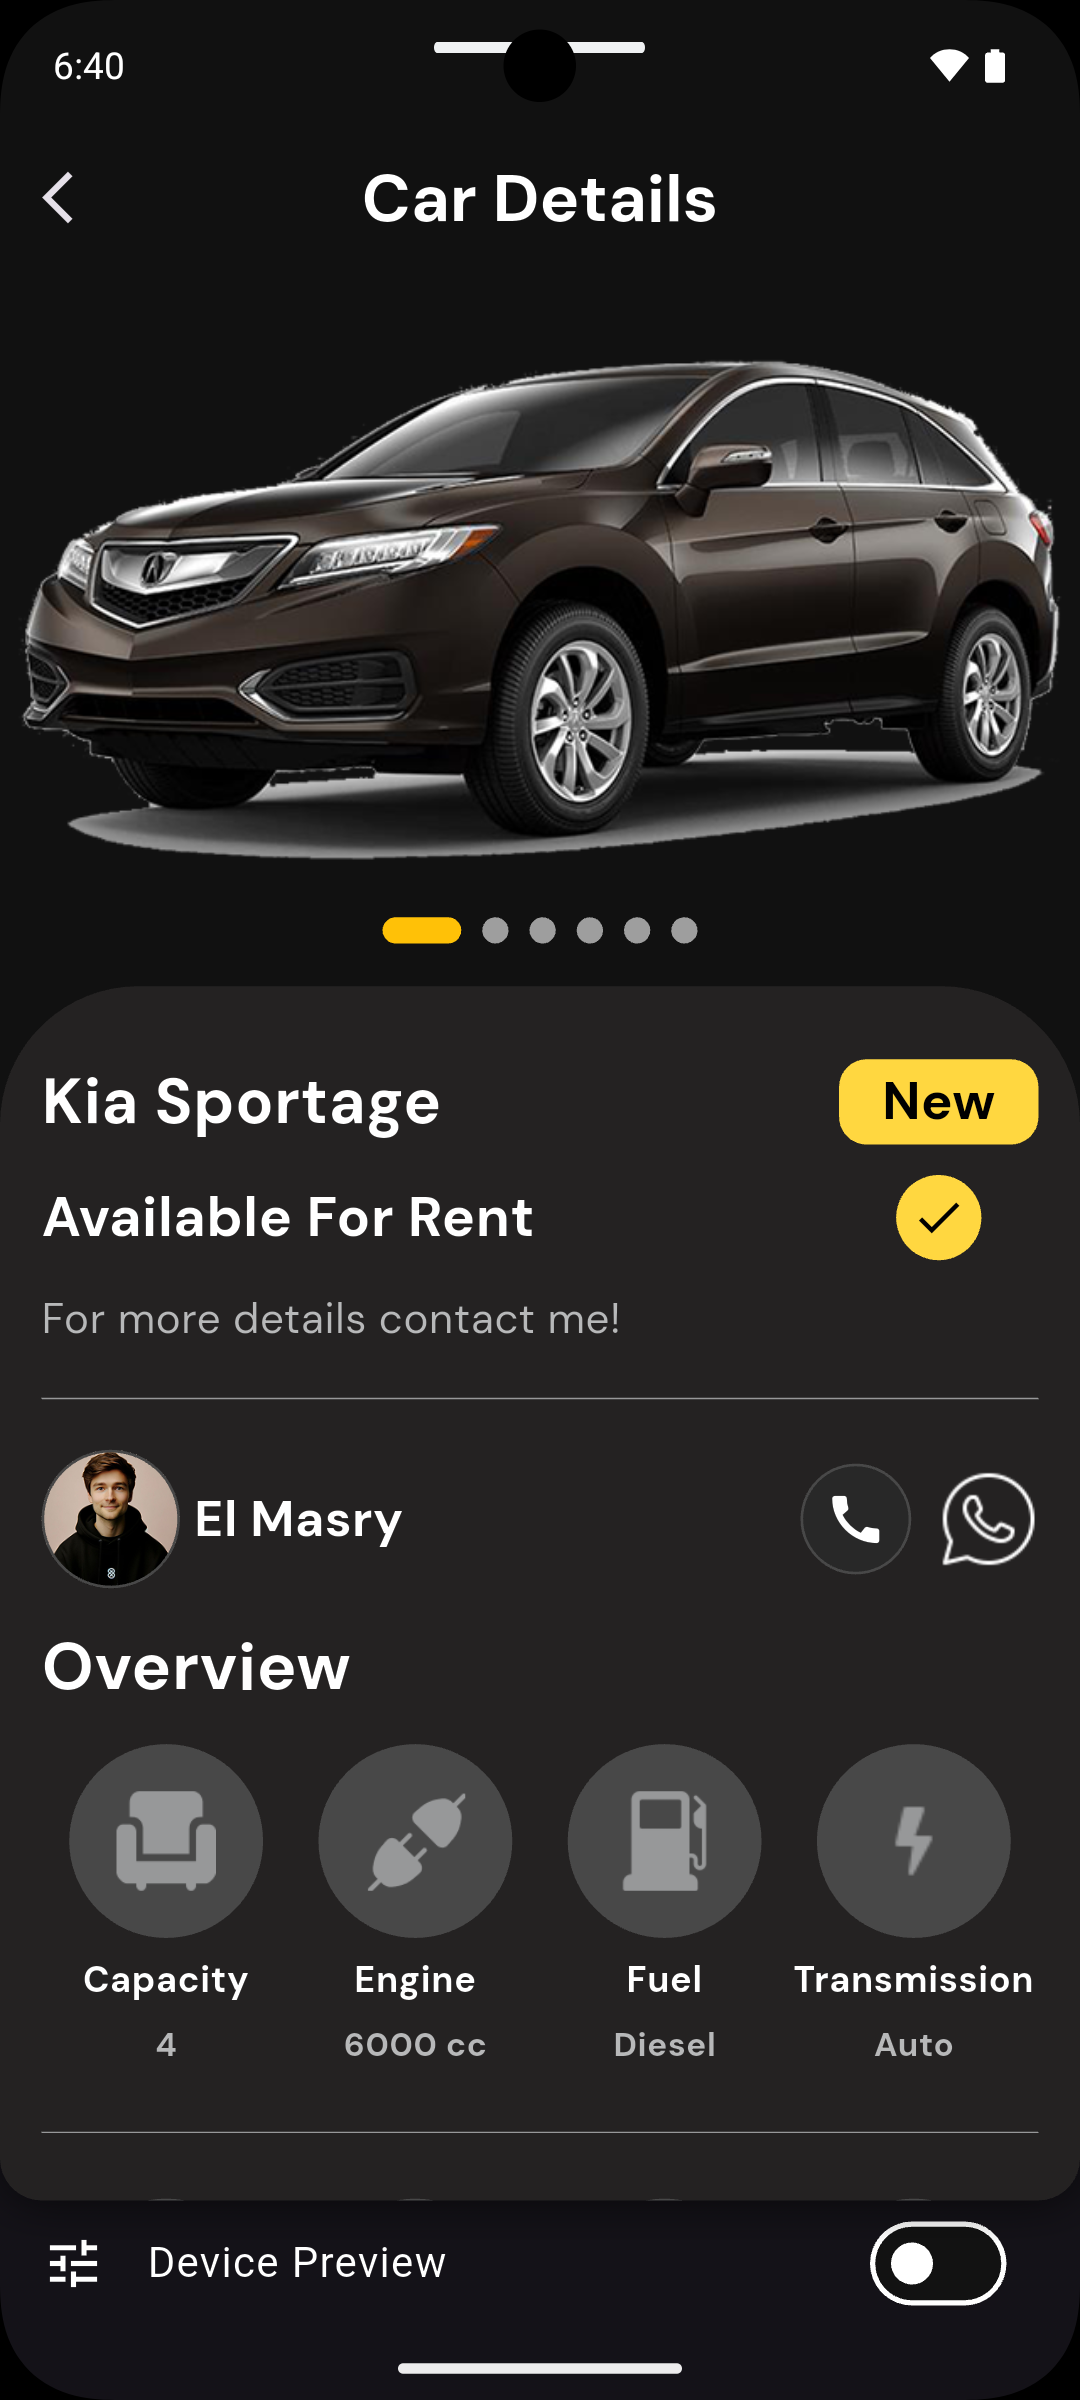 6:40
Car Details
Kia Sportage
New
Available For Rent
For more details contact me!
El Masry
Overview
Capacity
Engine
Fuel
Transmission
4
6000 cc
Diesel
Auto
Device Preview